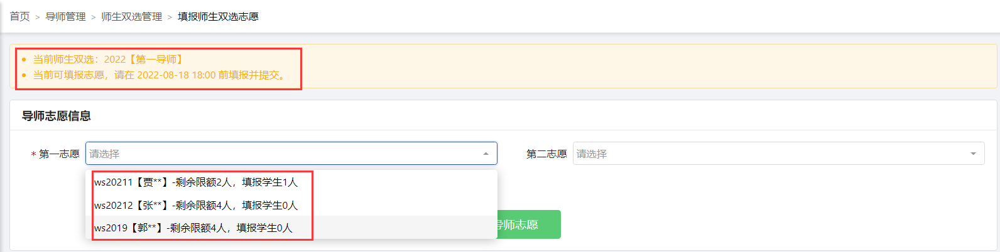 首页 > 导师管理 > 师生双选管理 > 填报师生双选志愿
当前师生双选：2022【第一导师】
当前可填报志愿，请在 2022-08-18 18:00 前填报并提交。
导师志愿信息
* 第一志愿 请选择 第二志愿 请选择
ws20211【贾**】-剩余限额2人，填报学生1人
ws20212【张**】-剩余限额4人，填报学生0人
ws2019【郭**】-剩余限额4人，填报学生0人
导师志愿